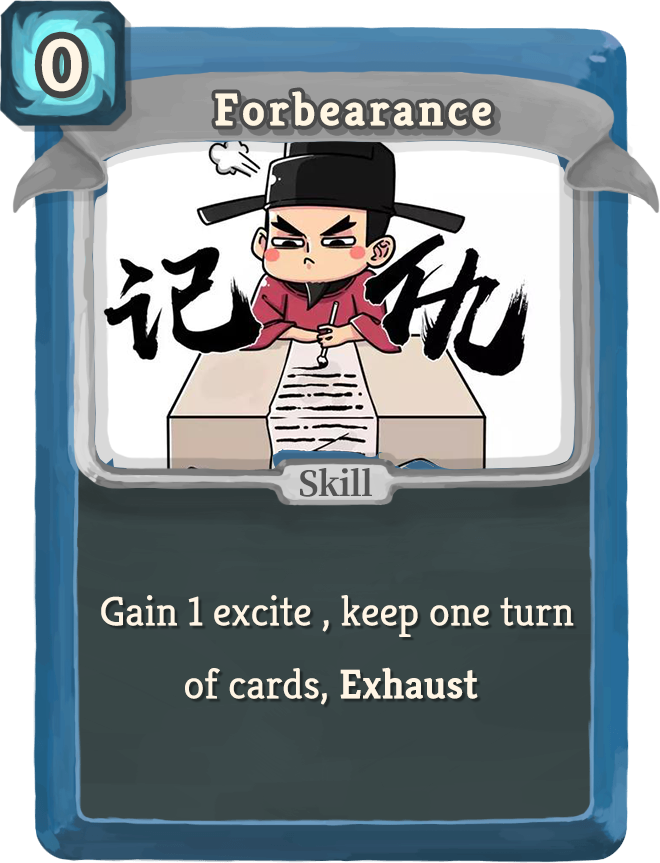 0
Forbearance
记仇
Skill
Gain 1 excite , keep one turn
of cards, Exhaust